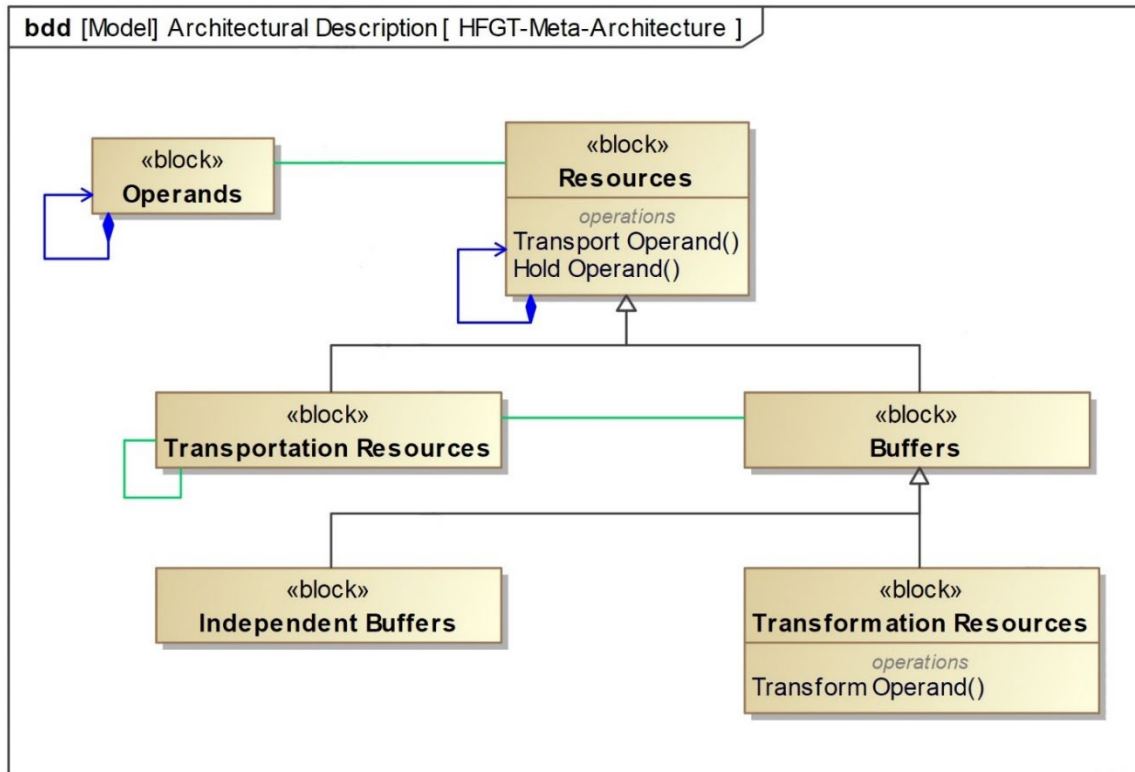 bdd [Model] Architectural Description [ HFGT-Meta-Architecture ]
«block»
Operands
«block»
Resources
operations
Transport Operand()
Hold Operand()
«block»
Transportation Resources
«block»
Buffers
«block»
Independent Buffers
«block»
Transformation Resources
operations
Transform Operand()